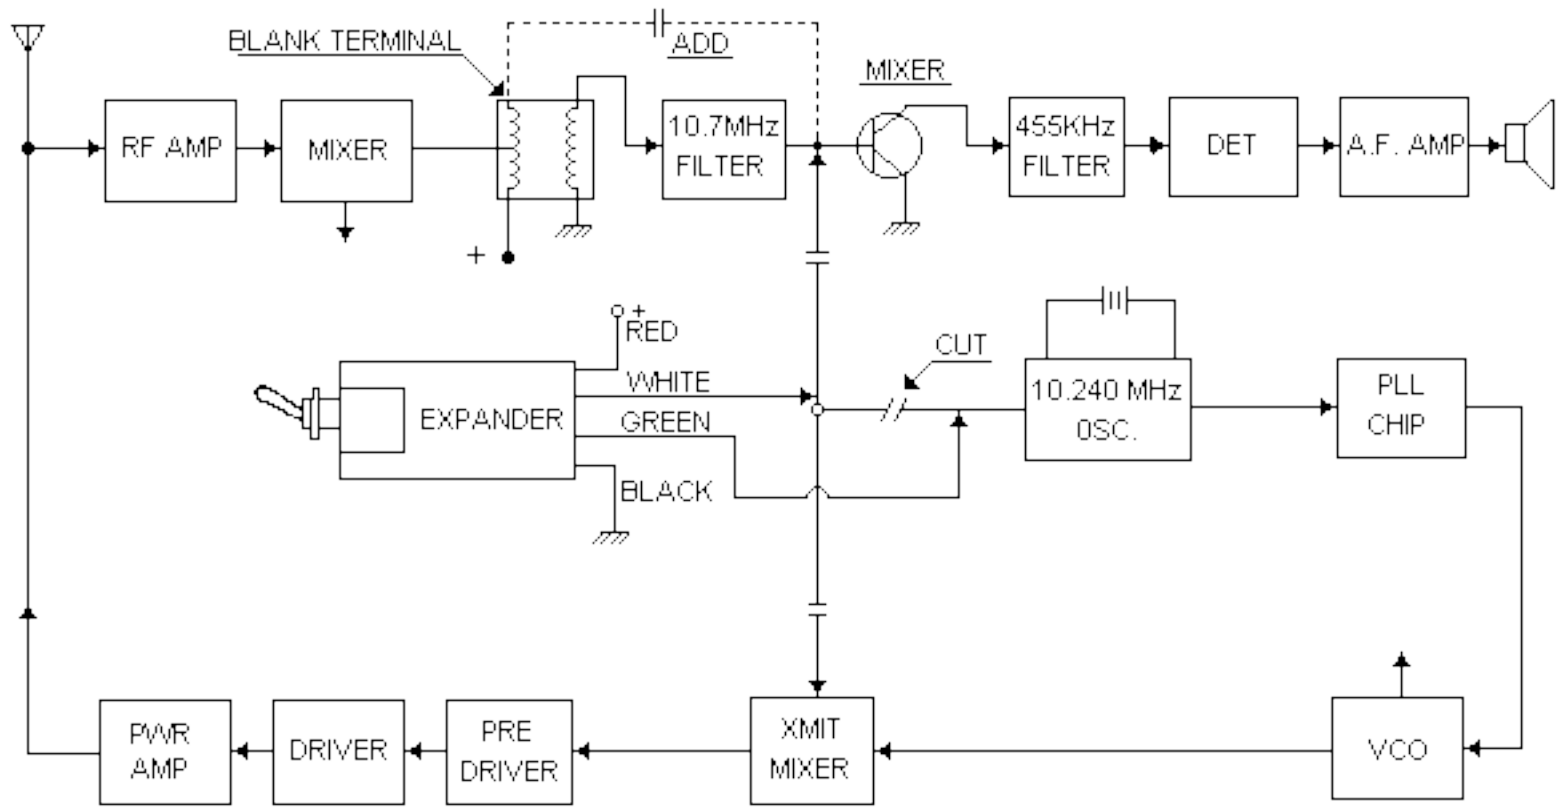 BLANK TERMINAL
ADD
MIXER
RF AMP
MIXER
10.7MHz
FILTER
455KHz
FILTER
DET
A.F. AMP
+
+
RED
WHITE
GREEN
BLACK
EXPANDER
CUT
10.240 MHz
0SC.
PLL
CHIP
PWR
AMP
DRIVER
PRE
DRIVER
XMIT
MIXER
VCO